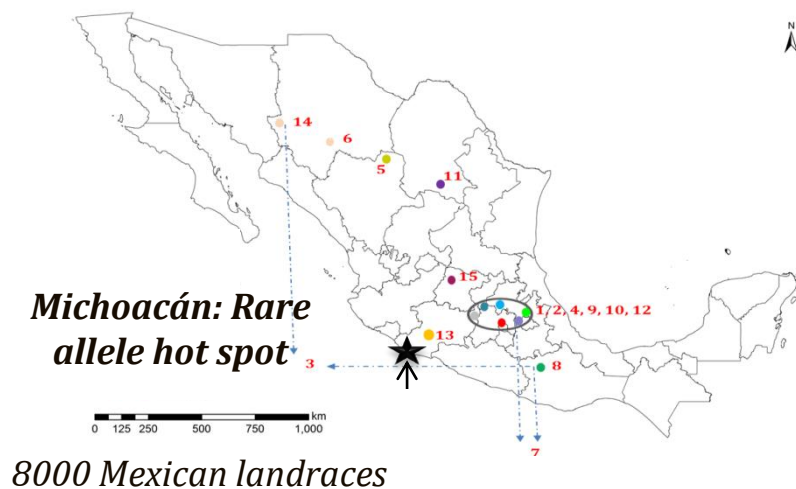 N
14
6
5
11
15
Michoacán: Rare
allele hot spot
1, 2, 4, 9, 10, 12
13
3
8
km
0 125 250 500 750 1,000
7
8000 Mexican landraces